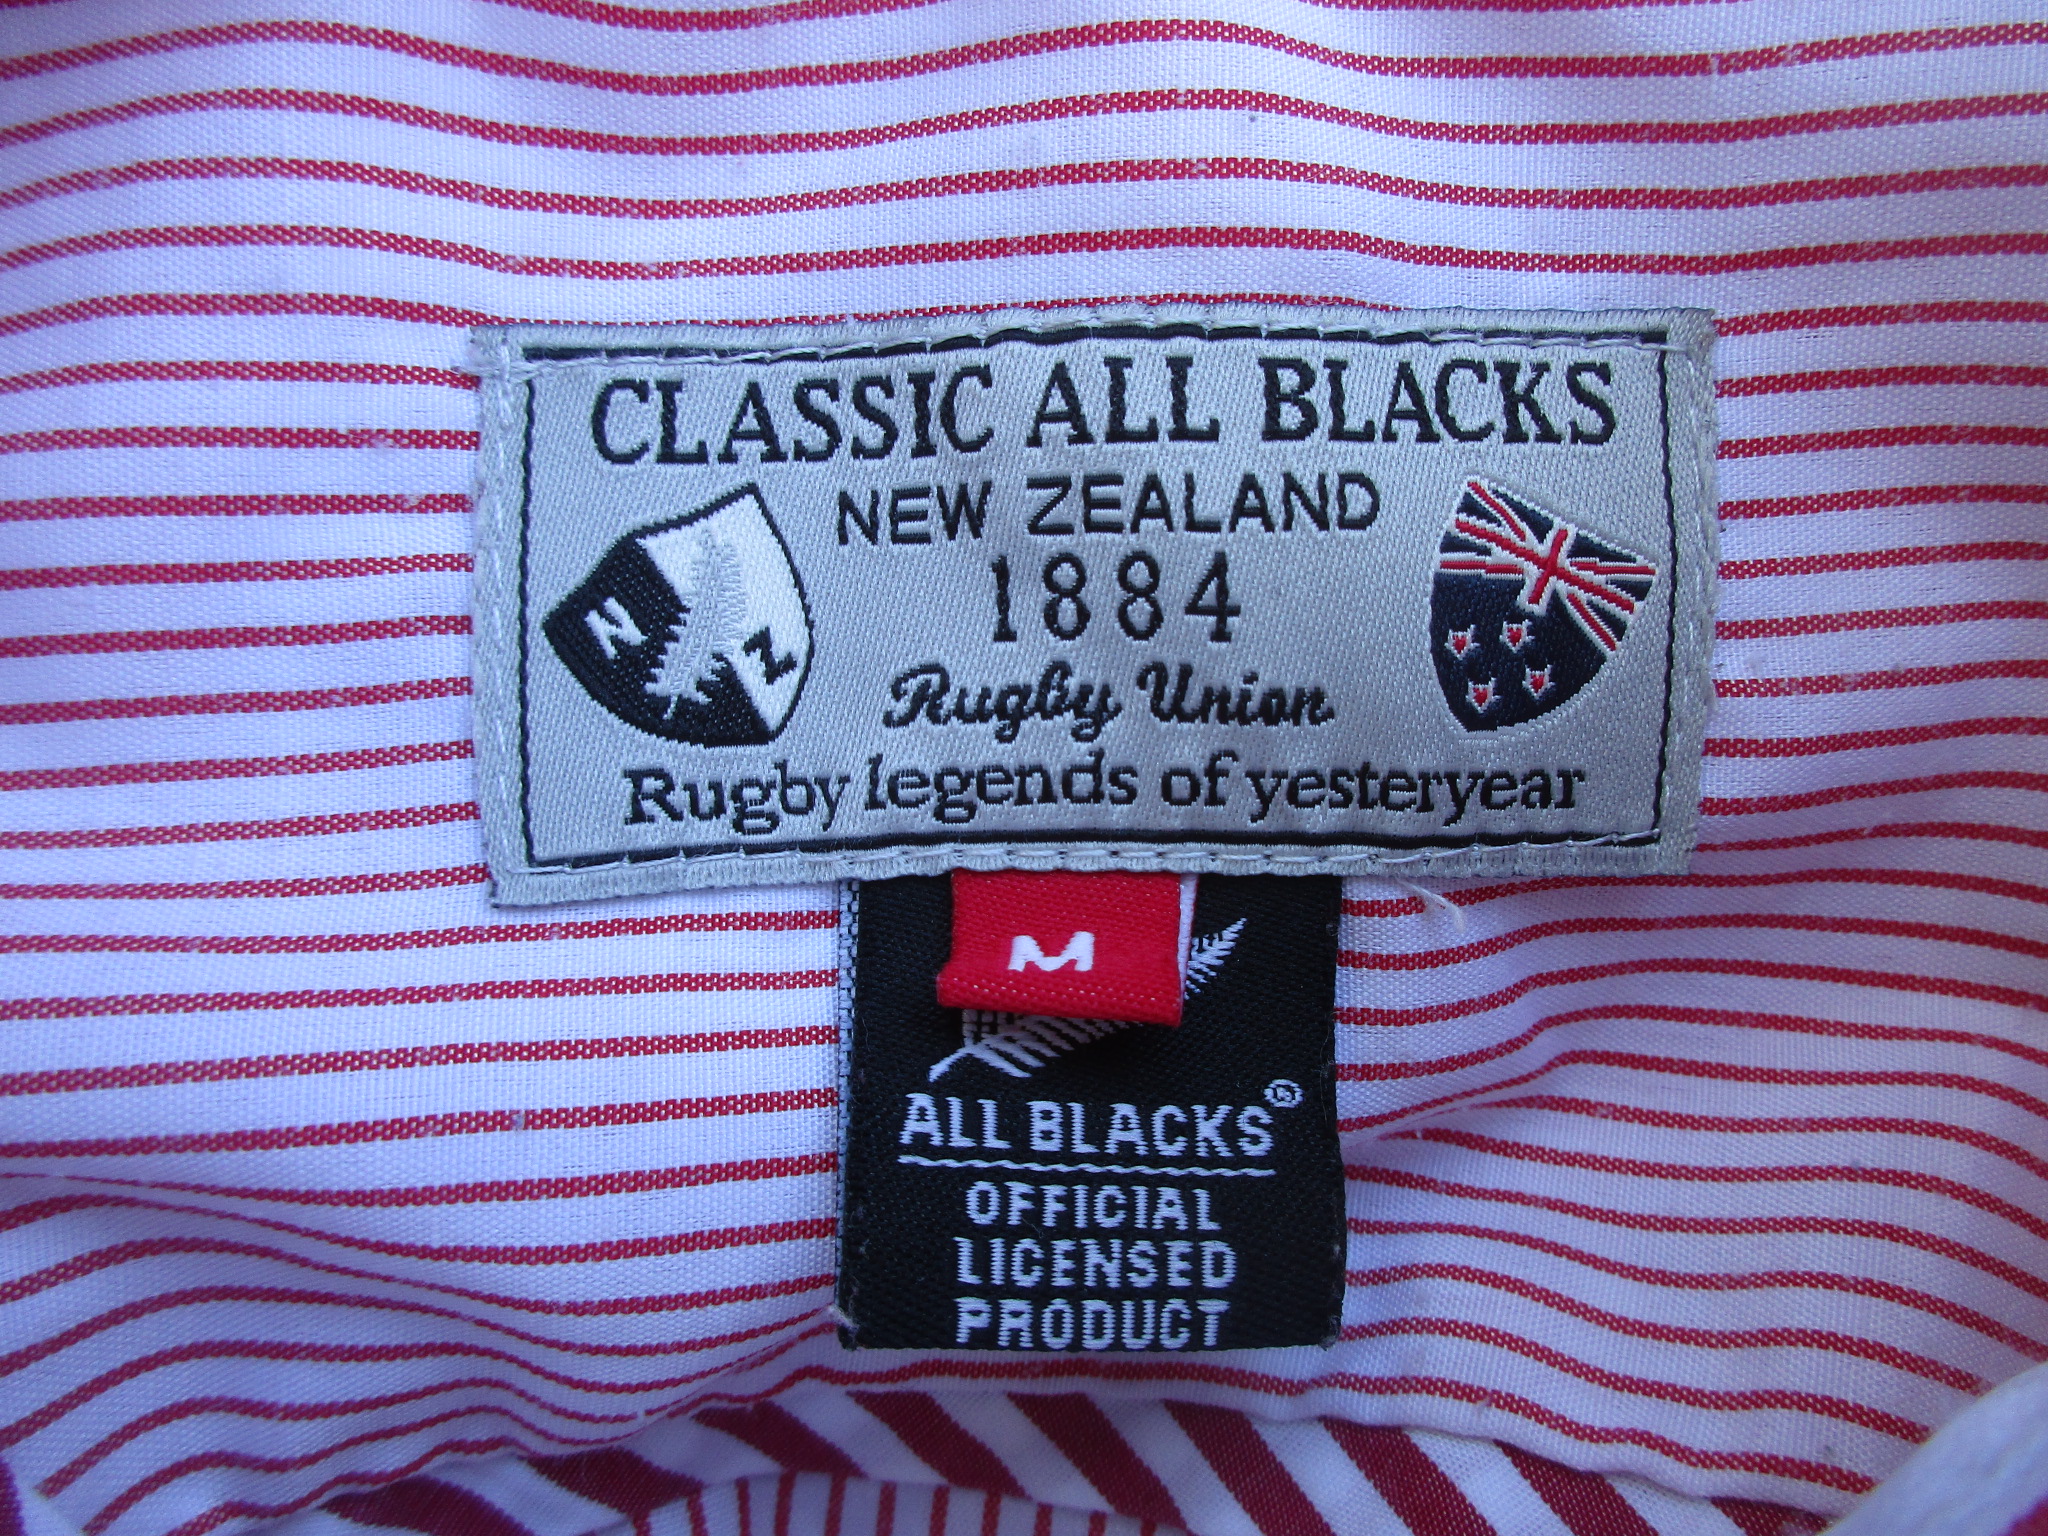 CLASSIC ALL BLACKS
NEW ZEALAND
N
Z
1884
Rugby Union
Rugby legends of yesteryear
M
ALL BLACKS®
OFFICIAL
LICENSED
PRODUCT